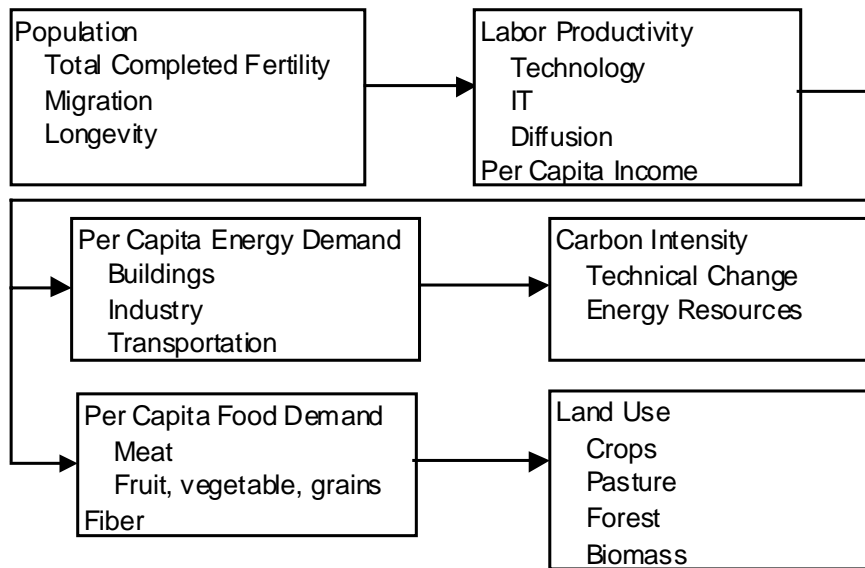 Population
Total Completed Fertility
Migration
Longevity
Labor Productivity
Technology
IT
Diffusion
Per Capita Income
Per Capita Energy Demand
Buildings
Industry
Transportation
Carbon Intensity
Technical Change
Energy Resources
Per Capita Food Demand
Meat
Fruit, vegetable, grains
Fiber
Land Use
Crops
Pasture
Forest
Biomass